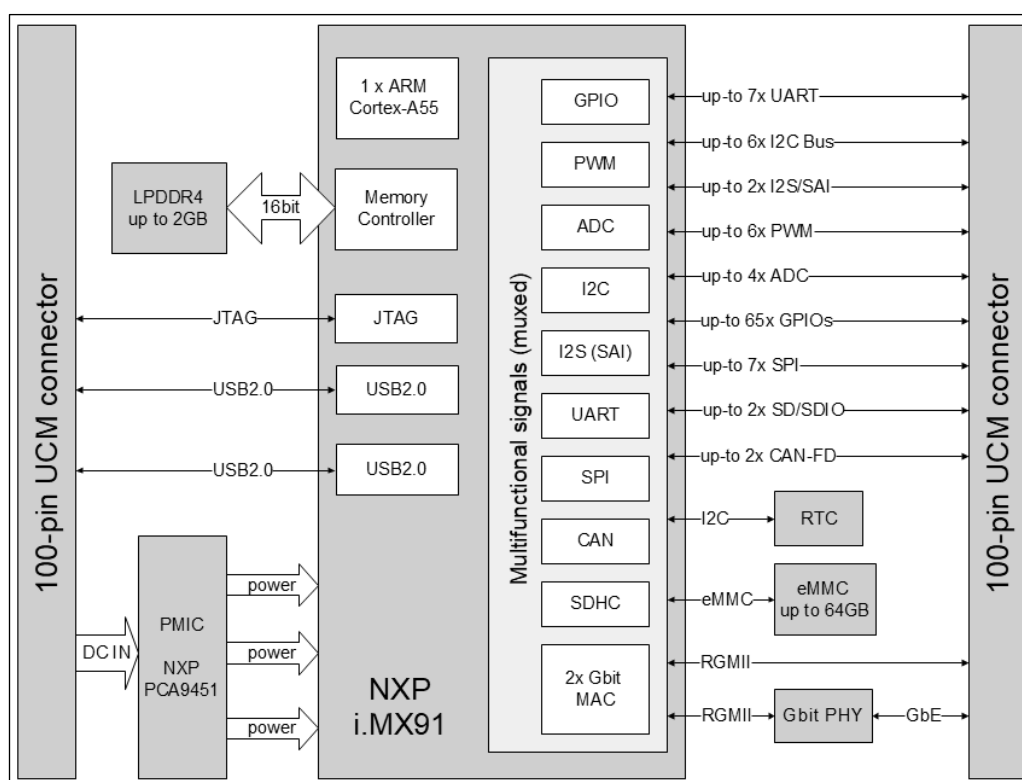 100-pin UCM connector
LPDDR4
up to 2GB
16bit
JTAG
USB2.0
USB2.0
DC IN
PMIC
NXP
PCA9451
power
power
power
1 x ARM
Cortex-A55
Memory
Controller
JTAG
USB2.0
USB2.0
NXP
i.MX91
Multifunctional signals (muxed)
GPIO
PWM
ADC
I2C
I2S (SAI)
UART
SPI
CAN
SDHC
2x Gbit
MAC
up-to 7x UART
up-to 6x I2C Bus
up-to 2x I2S/SAI
up-to 6x PWM
up-to 4x ADC
up-to 65x GPIOs
up-to 7x SPI
up-to 2x SD/SDIO
up-to 2x CAN-FD
I2C
RTC
eMMC
eMMC
up to 64GB
RGMII
RGMII
Gbit PHY
GbE
100-pin UCM connector